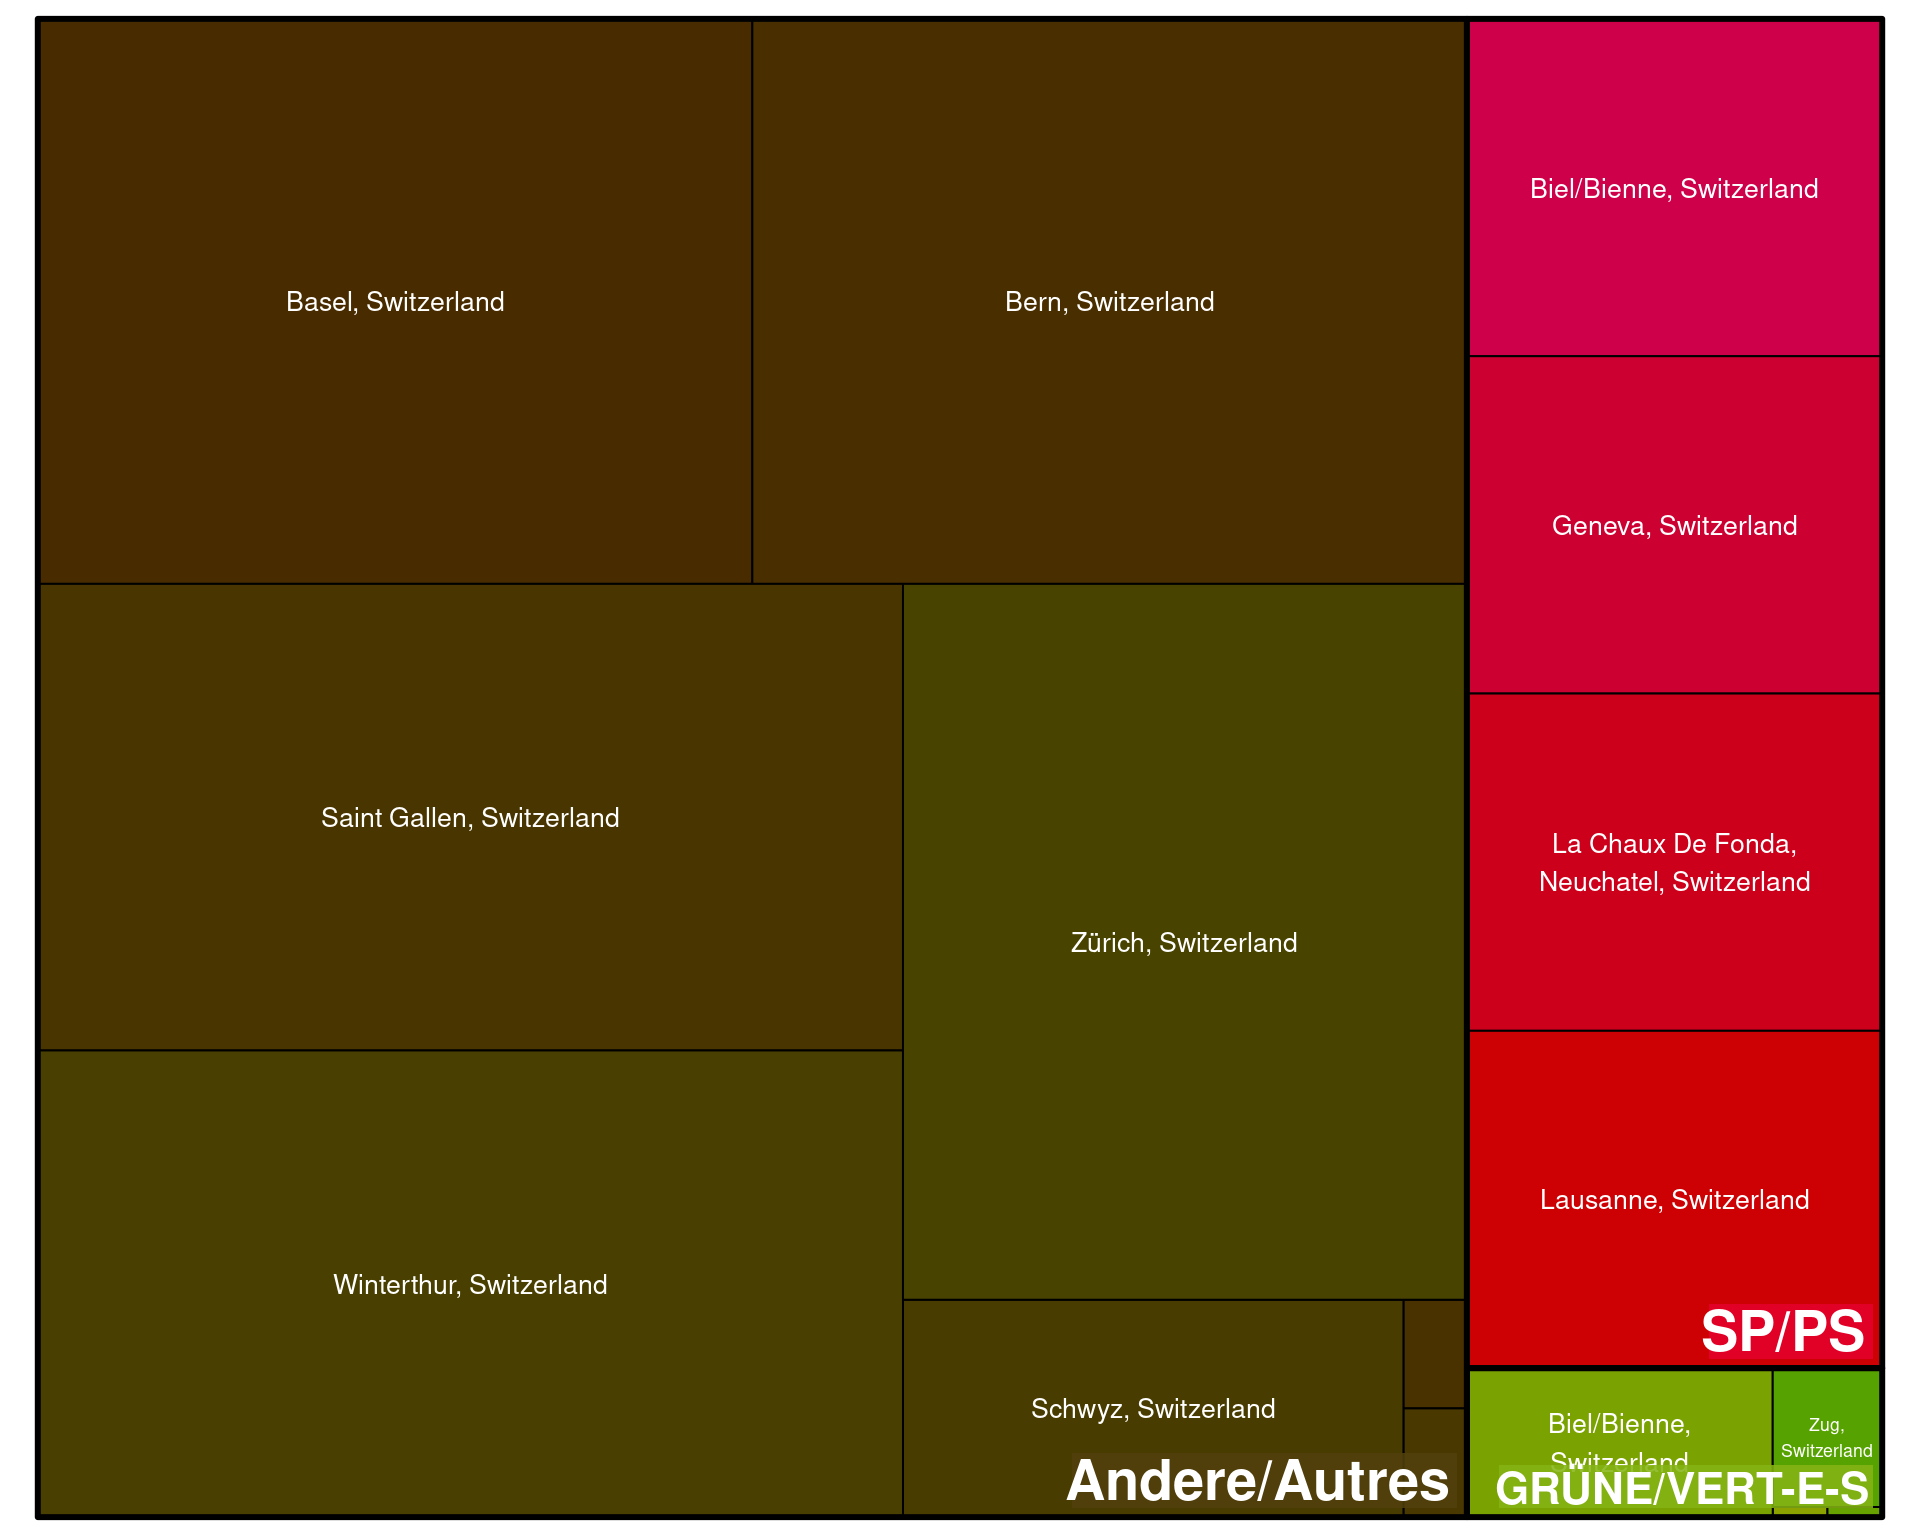 Basel, Switzerland
Bern, Switzerland
Saint Gallen, Switzerland
Zürich, Switzerland
Winterthur, Switzerland
Schwyz, Switzerland
Andere/Autres
Biel/Bienne, Switzerland
Geneva, Switzerland
La Chaux De Fonda,
Neuchatel, Switzerland
Lausanne, Switzerland
SP/PS
Biel/Bienne,
Switzerland
Zug,
Switzerland
GRÜNE/VERT-E-S